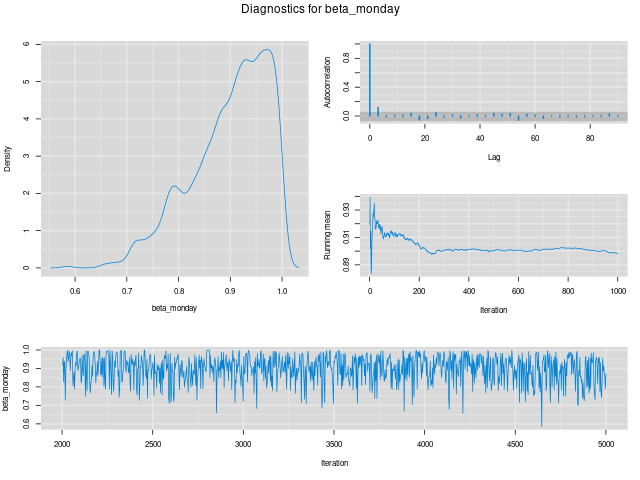 Diagnostics for beta_monday
6
5
4
3
2
1
0
Density
0.6 0.7 0.8 0.9 1.0
beta_monday
0.8
0.4
0.0
Autocorrelation
0 20 40 60 80
Lag
0.93
0.91
0.89
Running mean
0 200 400 600 800 1000
Iteration
1.0
0.9
0.8
0.7
0.6
beta_monday
2000 2500 3000 3500 4000 4500 5000
Iteration